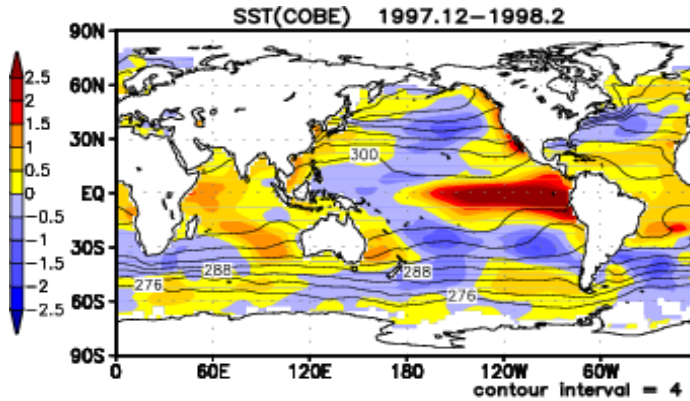 SST(COBE) 1997.12-1998.2
90N
60N
30N
EQ
30S
60S
90S
0
60E
120E
180
120W
60W
2.5
2
1.5
1
0.5
0
-0.5
-1
-1.5
-2
-2.5
300
288
288
276
276
contour interval = 4